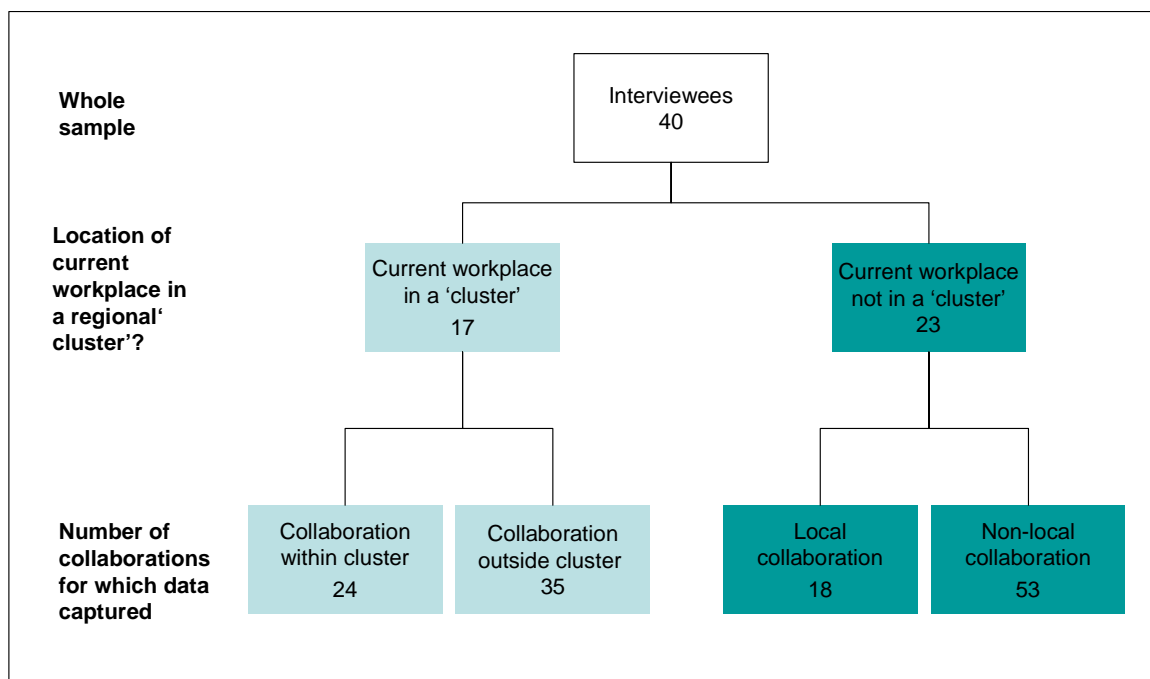 Whole
sample
Interviewees
40
Location of
current
workplace in
a regional‘
cluster’?
Current workplace
in a ‘cluster’
17
Current workplace
not in a ‘cluster’
23
Number of
collaborations
for which data
captured
Collaboration
within cluster
24
Collaboration
outside cluster
35
Local
collaboration
18
Non-local
collaboration
53